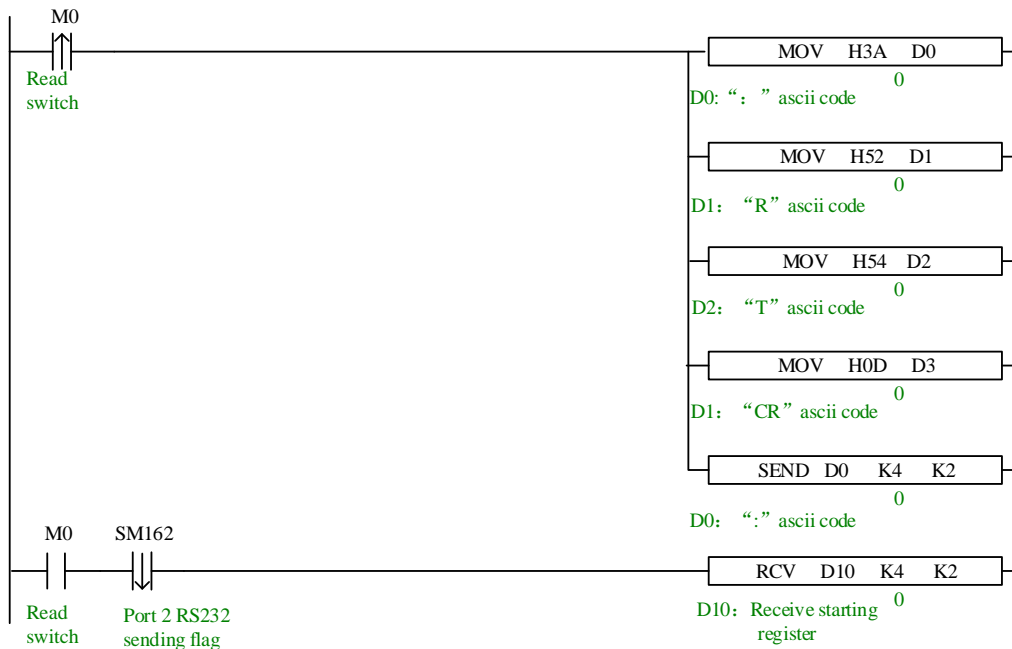 M0
MOV H3A D0
Read
switch
0
D0: “：” ascii code
MOV H52 D1
0
D1： “R” ascii code
MOV H54 D2
0
D2： “T” ascii code
MOV H0D D3
0
D1： “CR” ascii code
SEND D0 K4 K2
0
D0： “:” ascii code
M0 SM162
RCV D10 K4 K2
Read
switch
Port 2 RS232
sending flag
0
D10：Receive starting
register